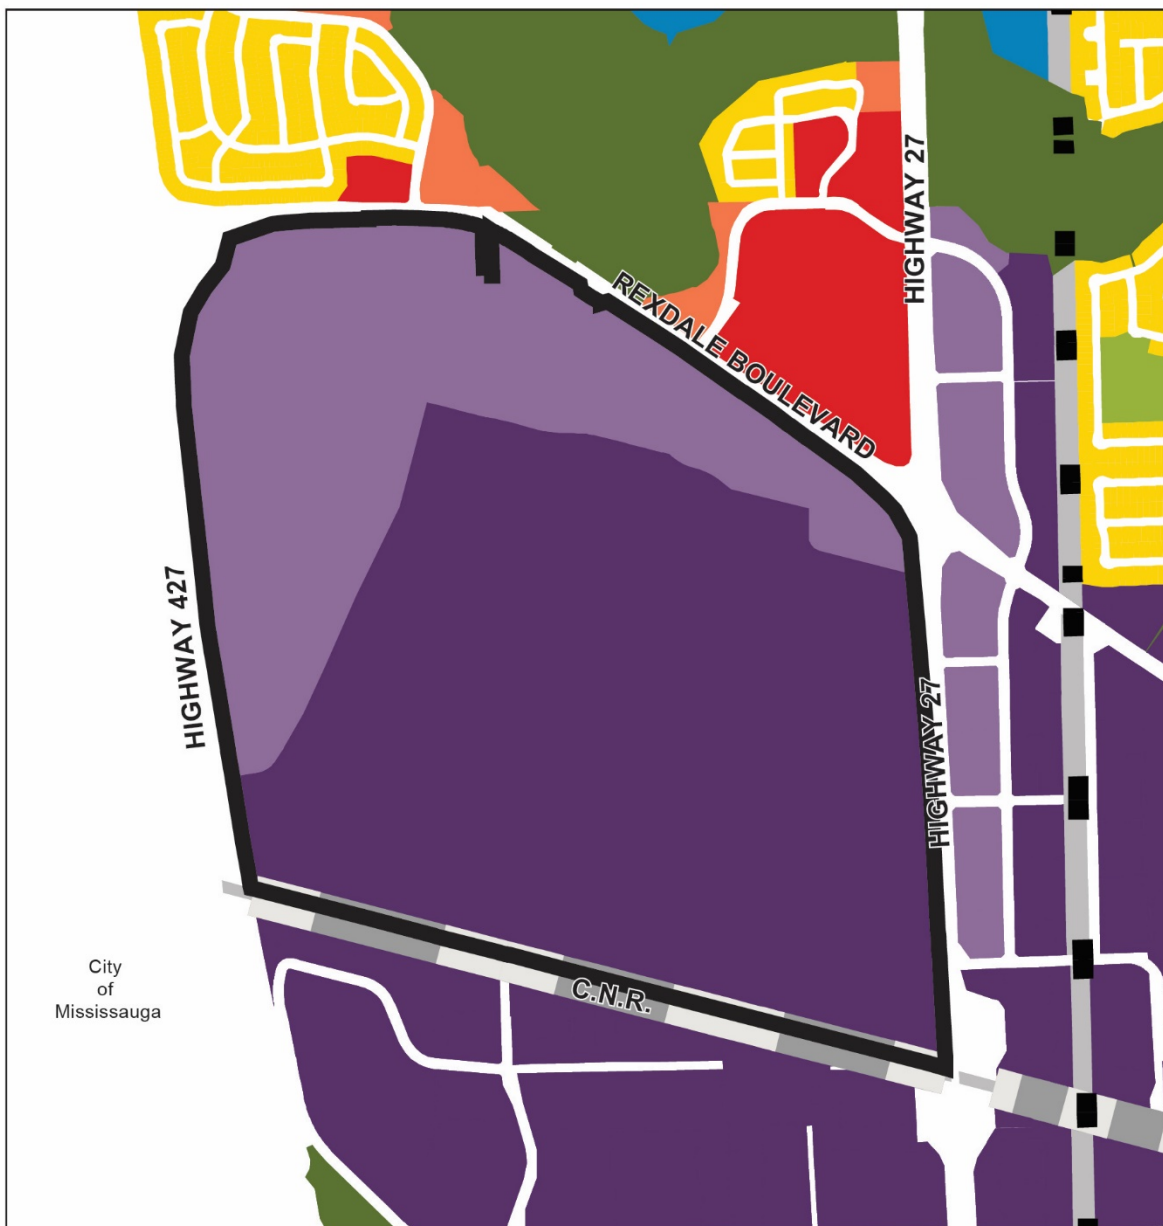 HIGHWAY 27
REXDALE BOULEVARD
HIGHWAY 427
HIGHWAY 27
City
of
Mississauga
C.N.R.